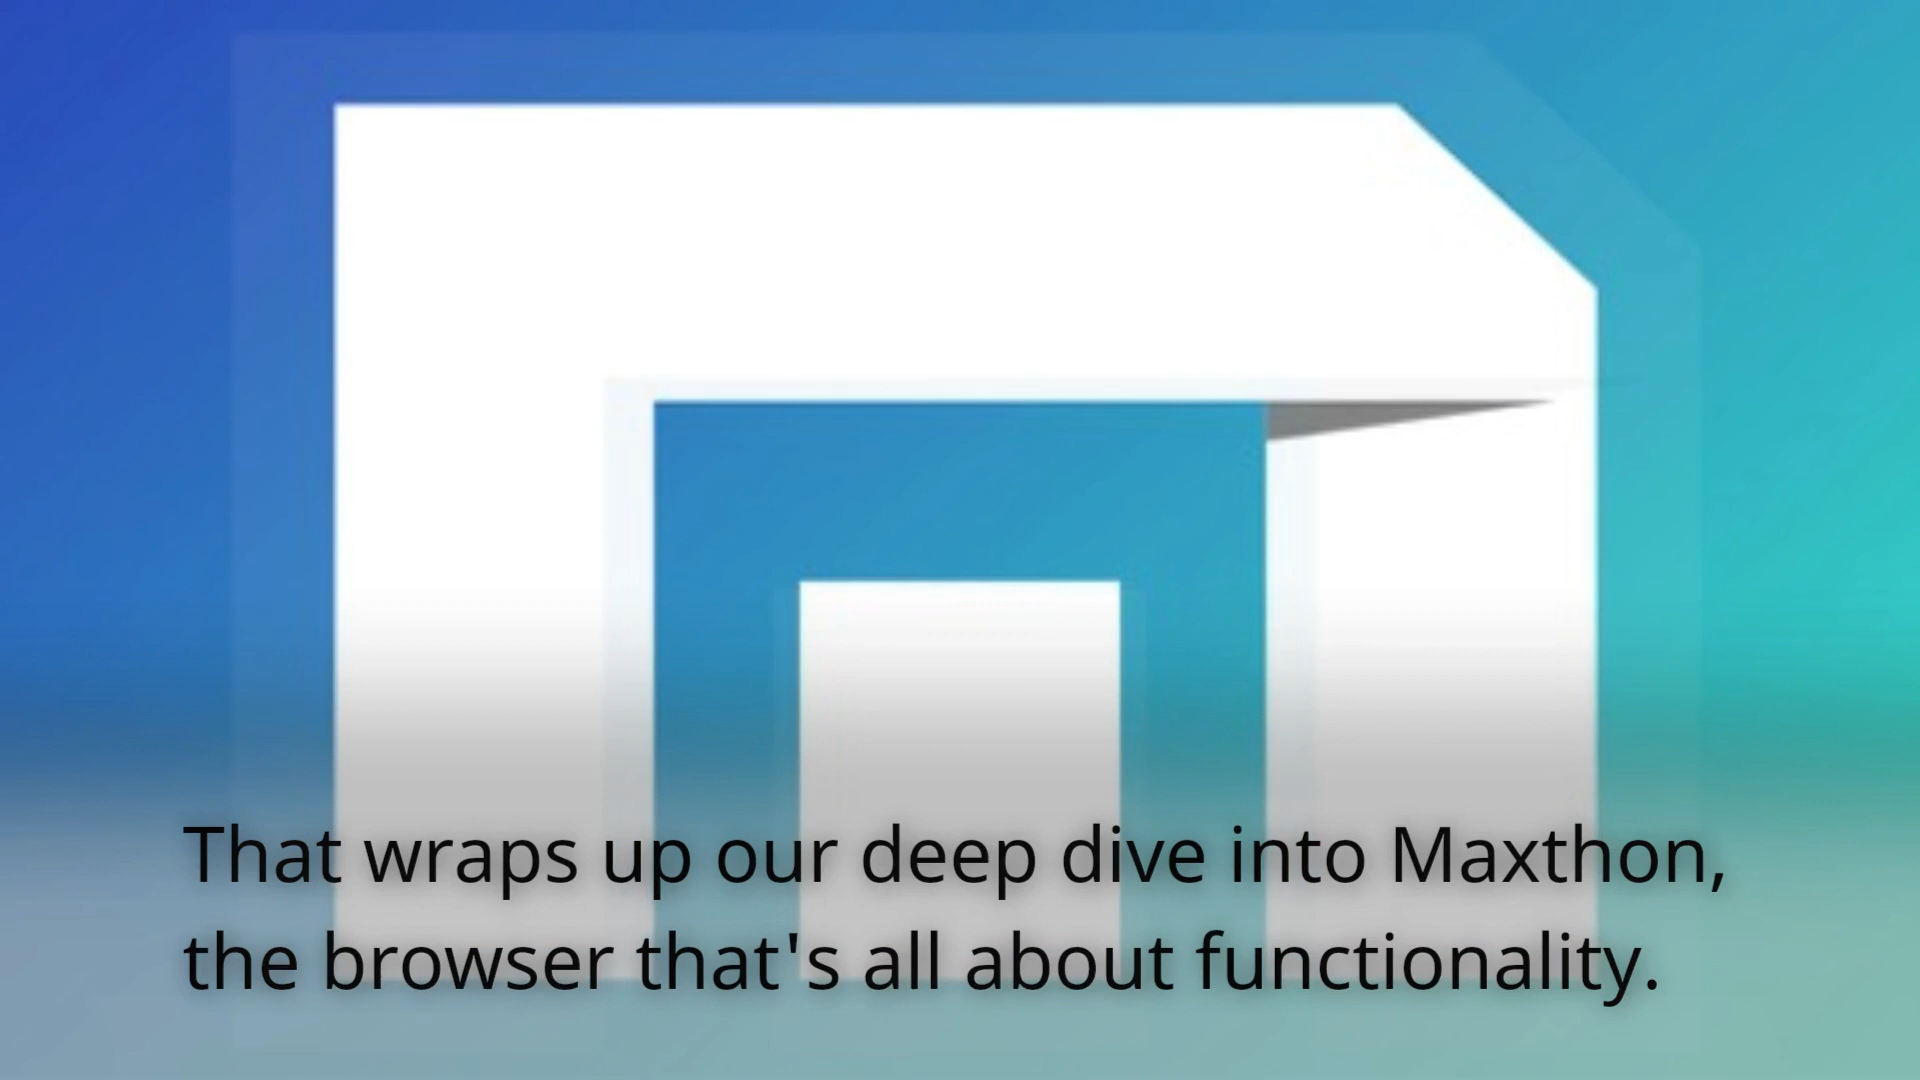 That wraps up our deep dive into Maxthon,
the browser that's all about functionality.